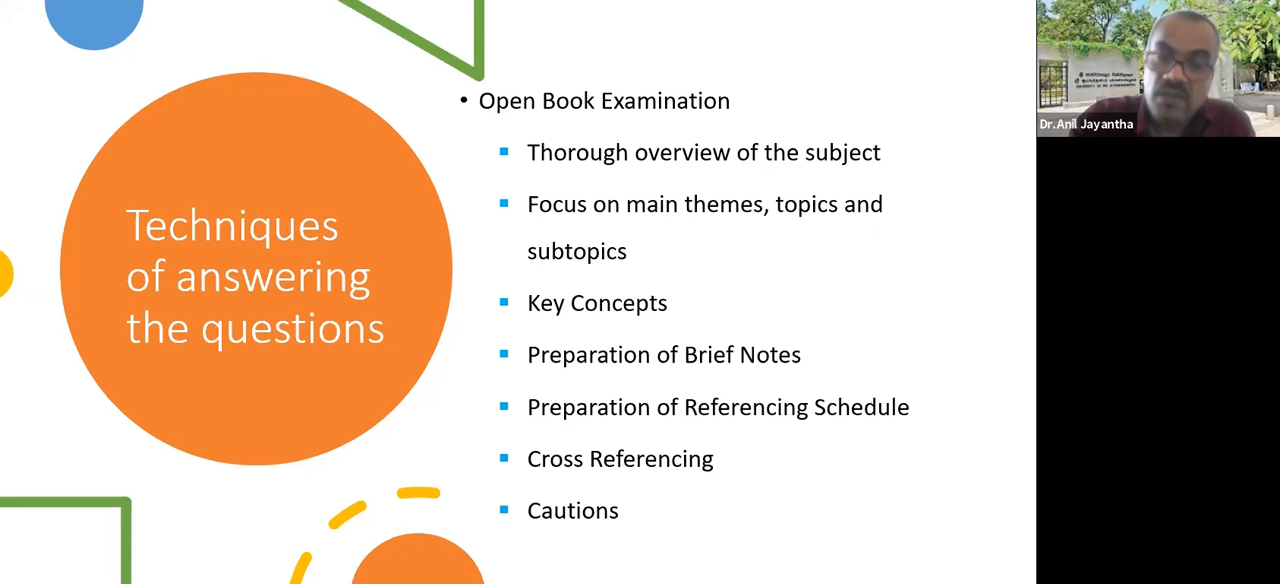 Techniques
of answering
the questions
• Open Book Examination
▪ Thorough overview of the subject
▪ Focus on main themes, topics and
subtopics
▪ Key Concepts
▪ Preparation of Brief Notes
▪ Preparation of Referencing Schedule
▪ Cross Referencing
▪ Cautions
Dr.Anil Jayantha